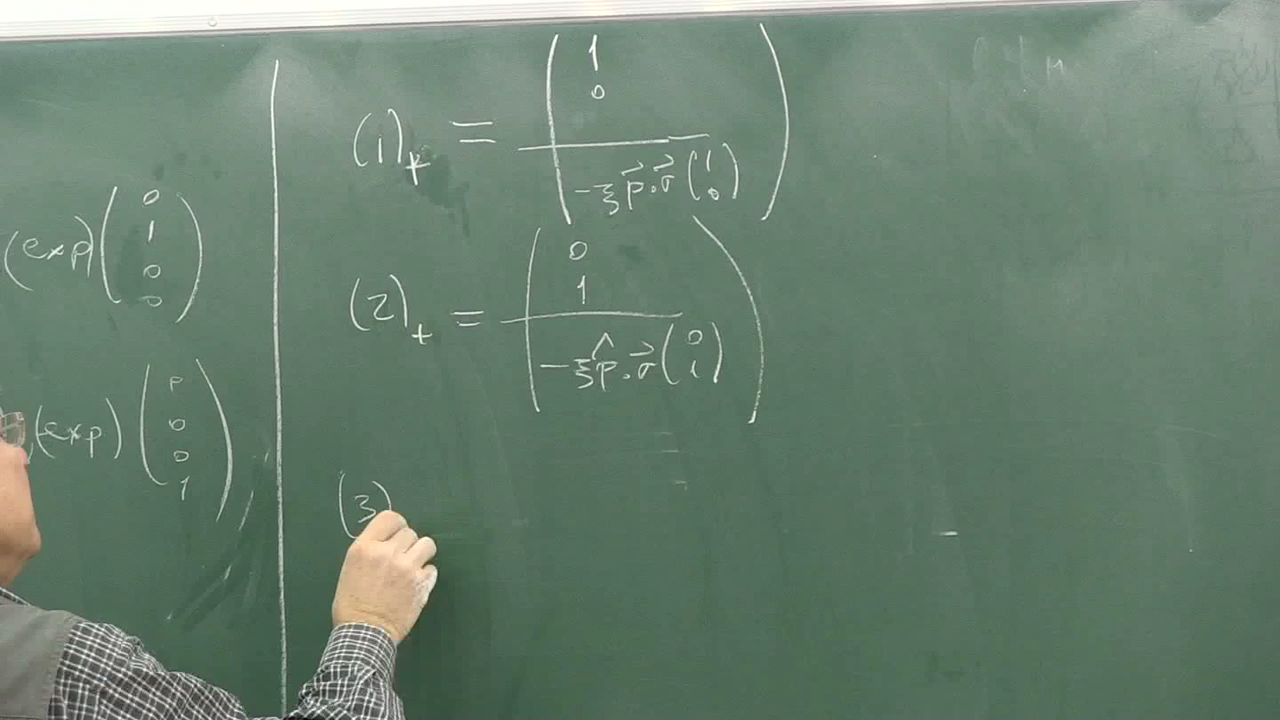 (exp) ( 0 1 0 0 )
(exp) ( p 0 0 1 )
(1)₊ = ( 1 0 / -ξ p⃗·σ⃗ ( 1 0 ) )
(2)₊ = ( 0 1 / -ξ p̂·σ⃗ ( 0 1 ) )
(3)